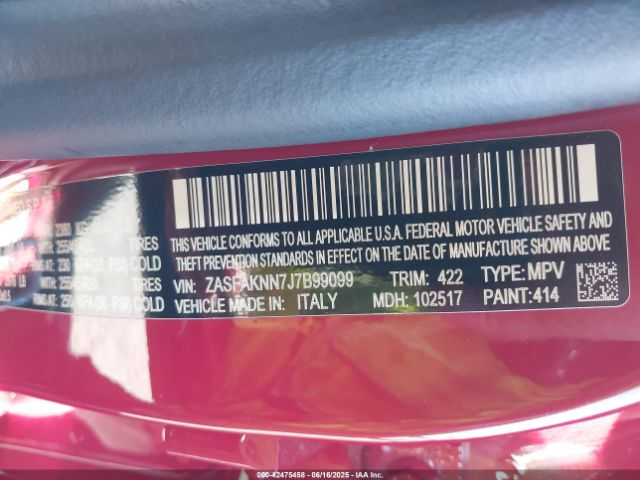 TIRES
COLD
TIRES
COLD
THIS VEHICLE CONFORMS TO ALL APPLICABLE U.S.A. FEDERAL MOTOR VEHICLE SAFETY AND
THEFT PREVENTION STANDARDS IN EFFECT ON THE DATE OF MANUFACTURE SHOWN ABOVE.
VIN: ZASFAKNN7J7B99099 TRIM: 422 TYPE: MPV
VEHICLE MADE IN: ITALY MDH: 102517 PAINT: 414
000-42475458 - 06/16/2025 - IAA Inc.